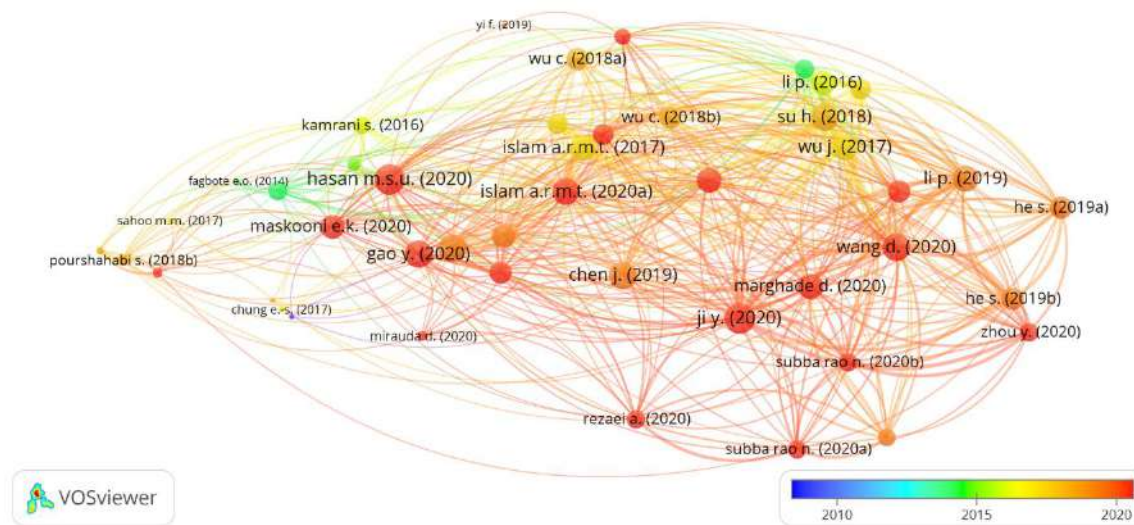 yi f. (2019)
wu c. (2018a)
li p. (2016)
kamrani s. (2016)
wu c. (2018b)
su h. (2018)
islam a.r.m.t. (2017)
wu j. (2017)
hasan m.s.u. (2020)
fagbote e.o. (2014)
islam a.r.m.t. (2020a)
li p. (2019)
he s. (2019a)
sahoo m.m. (2017)
maskooni e.k. (2020)
gao y. (2020)
wang d. (2020)
pourshahabi s. (2018b)
chen j. (2019)
marghade d. (2020)
he s. (2019b)
chung e.-s. (2017)
ji y. (2020)
mirauda d. (2020)
zhou y. (2020)
subba rao n. (2020b)
rezaei a. (2020)
subba rao n. (2020a)
VOSviewer
2010 2015 2020